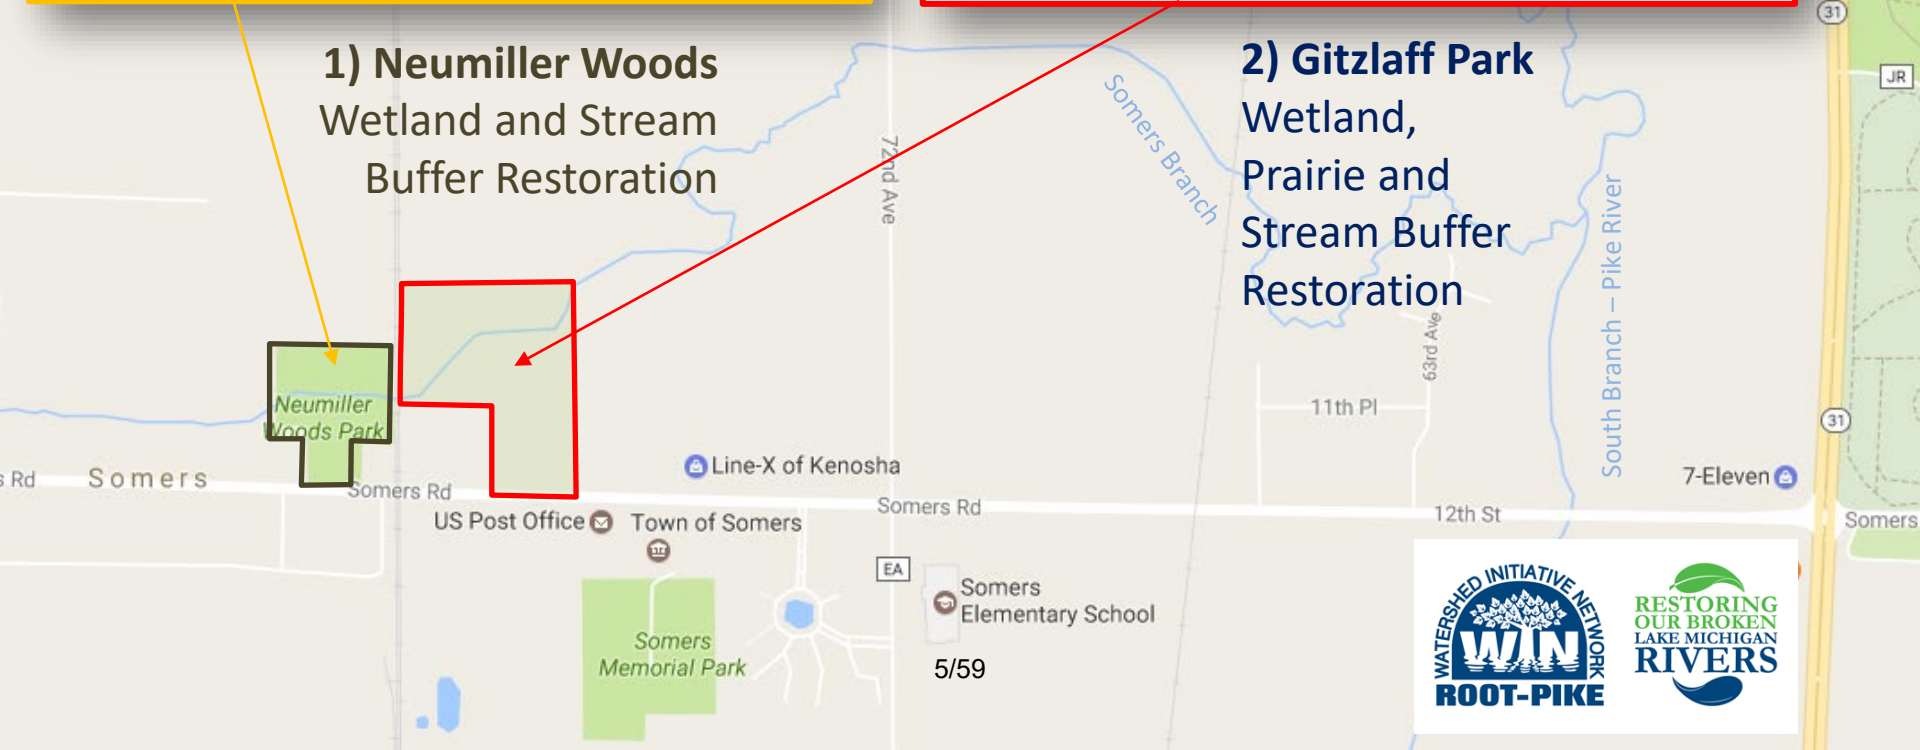 31
1) Neumiller Woods
Wetland and Stream
Buffer Restoration
2) Gitzlaff Park
Wetland,
Prairie and
Stream Buffer
Restoration
JR
Somers Branch
72nd Ave
South Branch – Pike River
63rd Ave
Neumiller
Woods Park
11th Pl
31
s Rd
Somers
Somers Rd
Line-X of Kenosha
7-Eleven
US Post Office
Town of Somers
Somers Rd
12th St
Somers
EA
Somers
Elementary School
Somers
Memorial Park
5/59
WATERSHED INITIATIVE NETWORK
WIN
ROOT-PIKE
RESTORING
OUR BROKEN
LAKE MICHIGAN
RIVERS